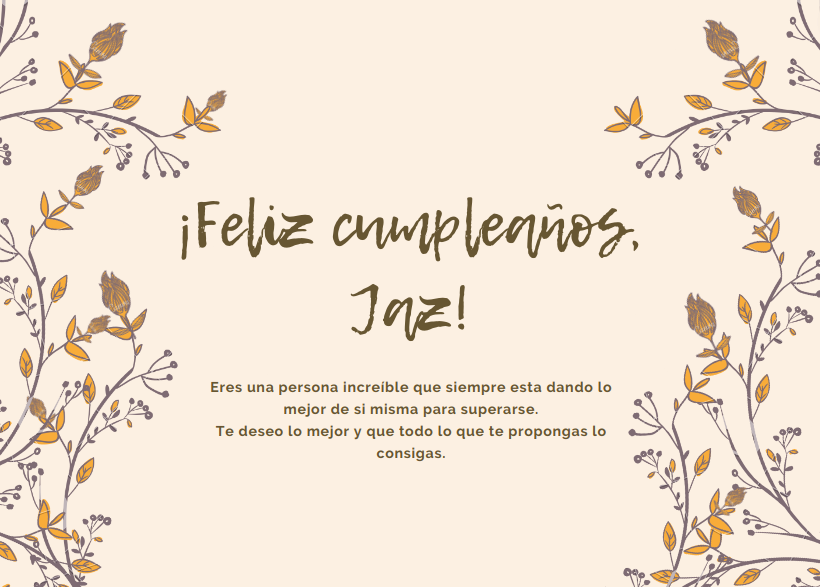 ¡Feliz cumpleaños,
Jaz!
Eres una persona increíble que siempre esta dando lo
mejor de si misma para superarse.
Te deseo lo mejor y que todo lo que te propongas lo
consigas.